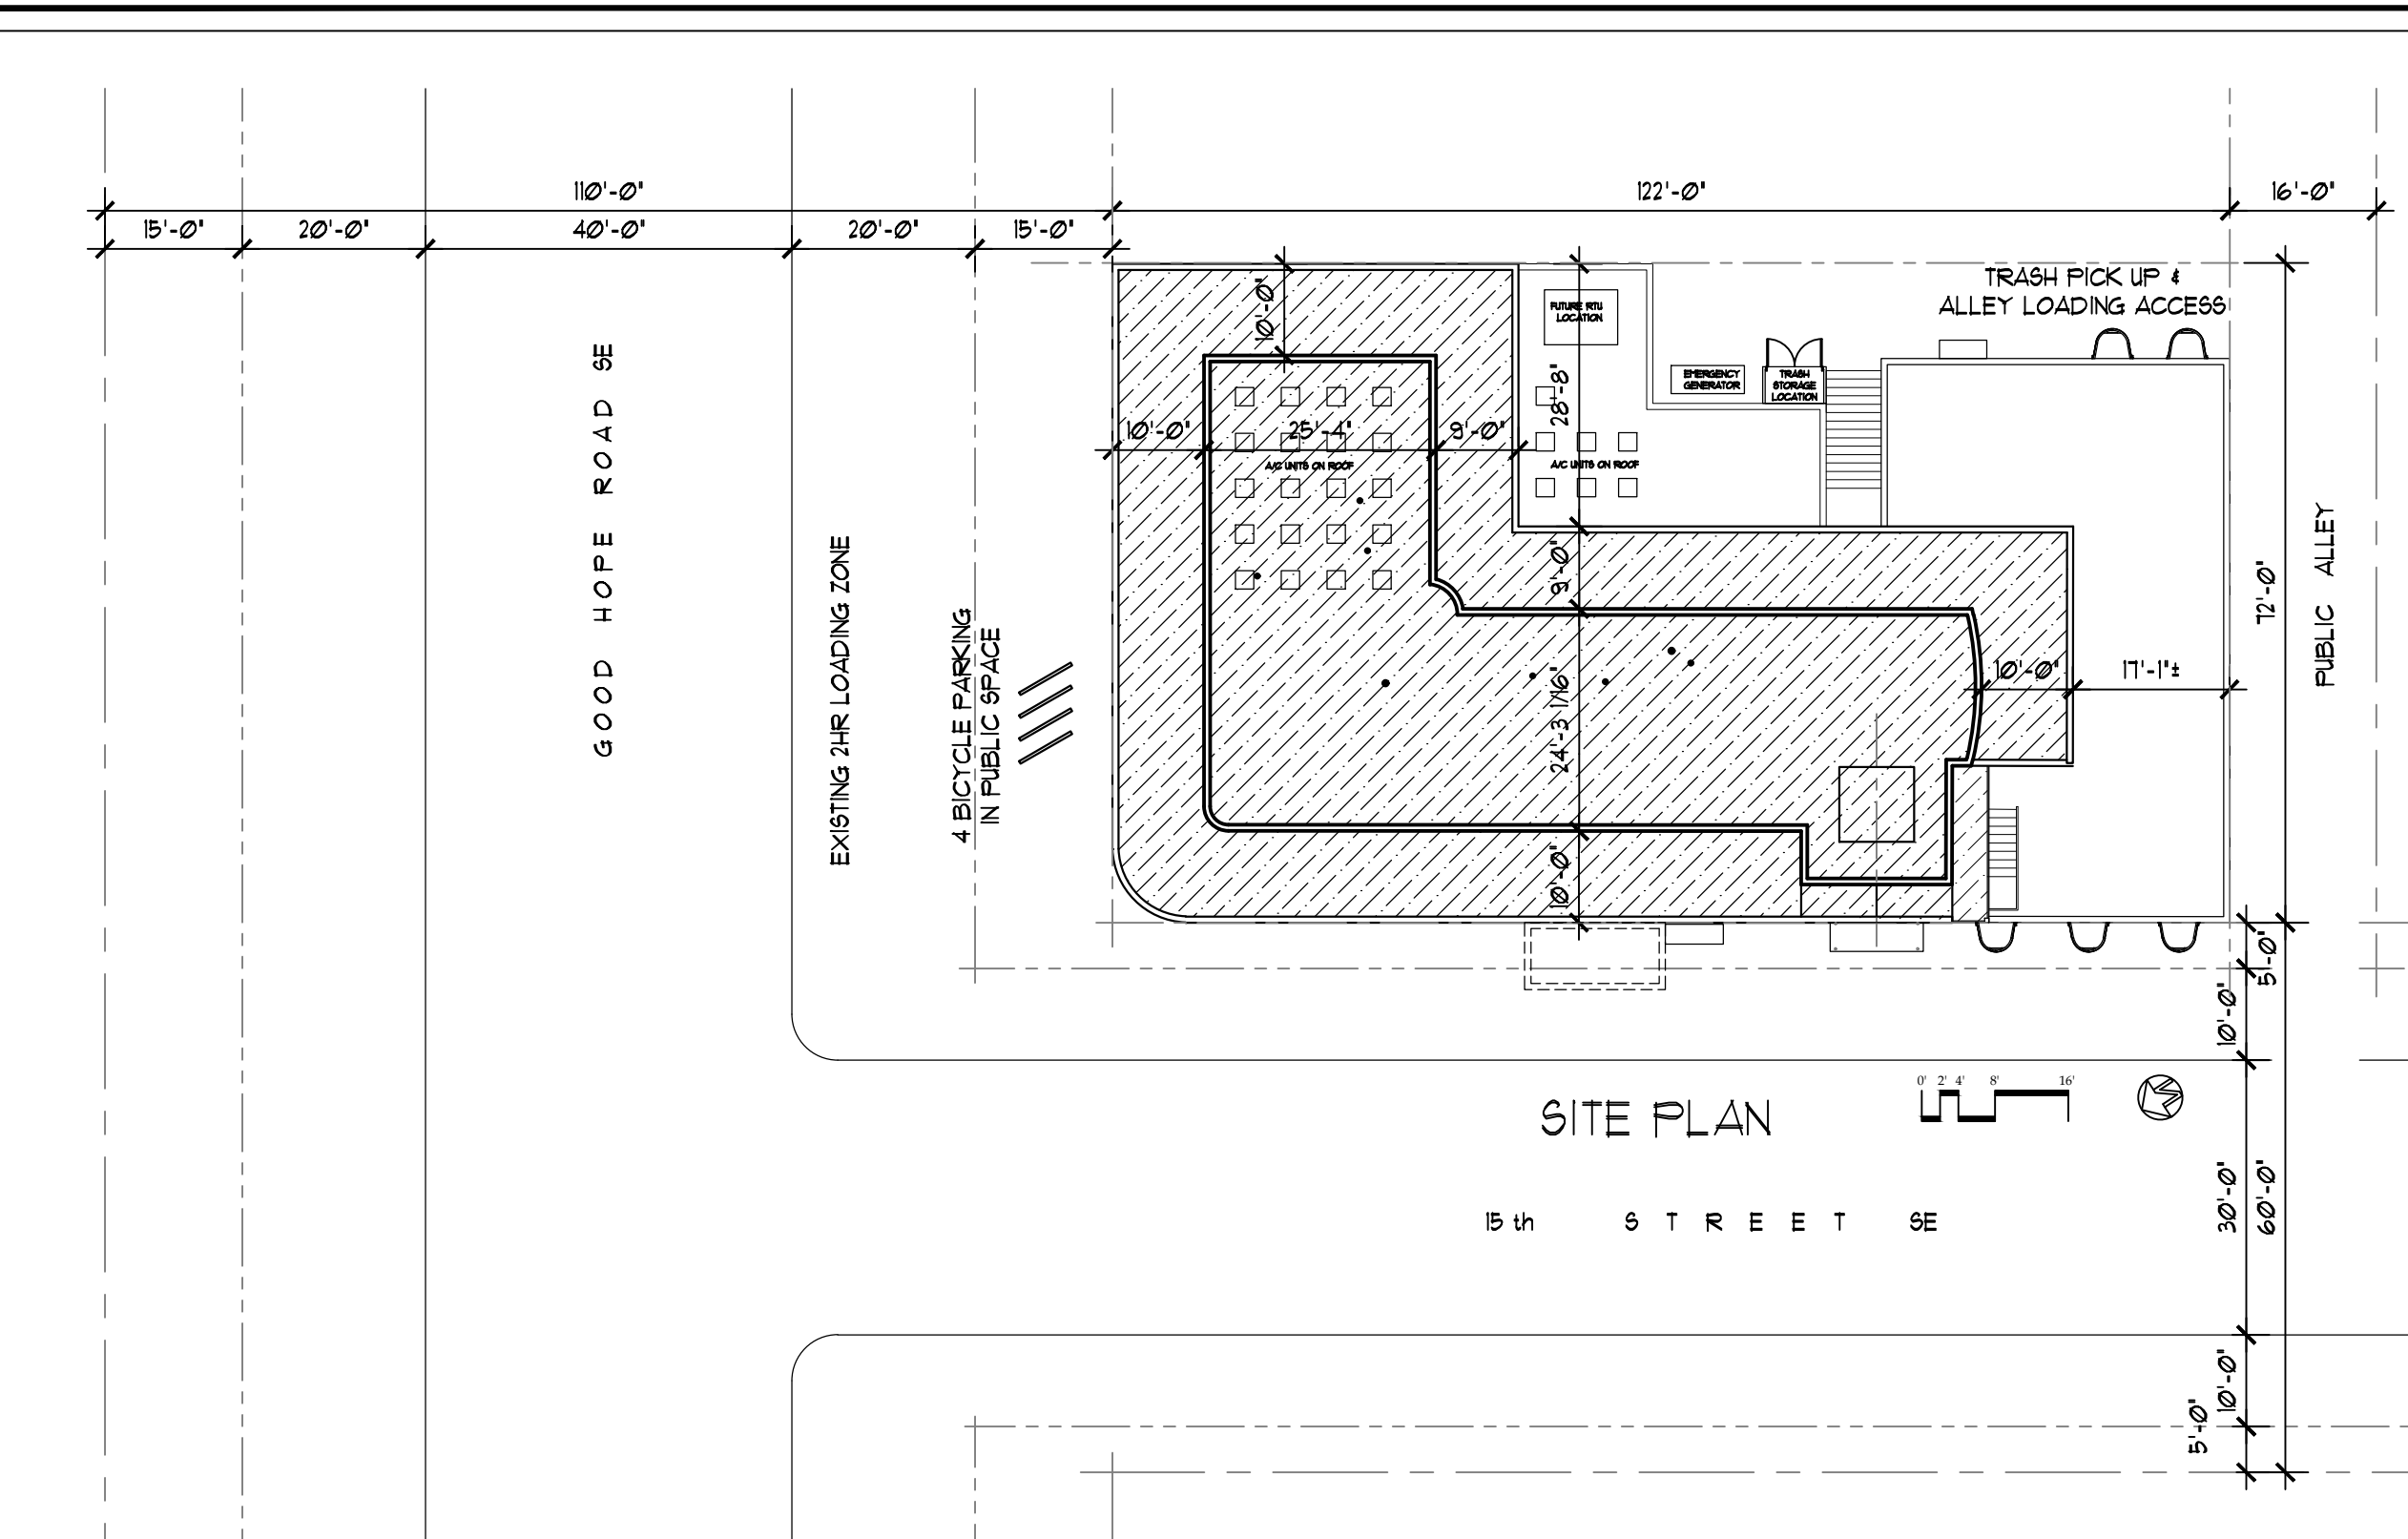 110'-0"
122'-0"
16'-0"
15'-0"
20'-0"
40'-0"
20'-0"
15'-0"
TRASH PICK UP &
ALLEY LOADING ACCESS
10'-0"
FUTURE RTU
LOCATION
EMERGENCY
GENERATOR
TRASH
STORAGE
LOCATION
28'-8"
10'-0"
25'-4"
9'-0"
A/C UNITS ON ROOF
A/C UNITS ON ROOF
GOOD HOPE ROAD SE
EXISTING 2HR LOADING ZONE
4 BICYCLE PARKING
IN PUBLIC SPACE
9'-0"
24'-3 1/16"
10'-0"
10'-0"
17'-1"±
72'-0"
PUBLIC ALLEY
5'-0"
10'-0"
SITE PLAN
0' 2' 4' 8' 16'
15 th STREET SE
30'-0"
60'-0"
10'-0"
5'-0"